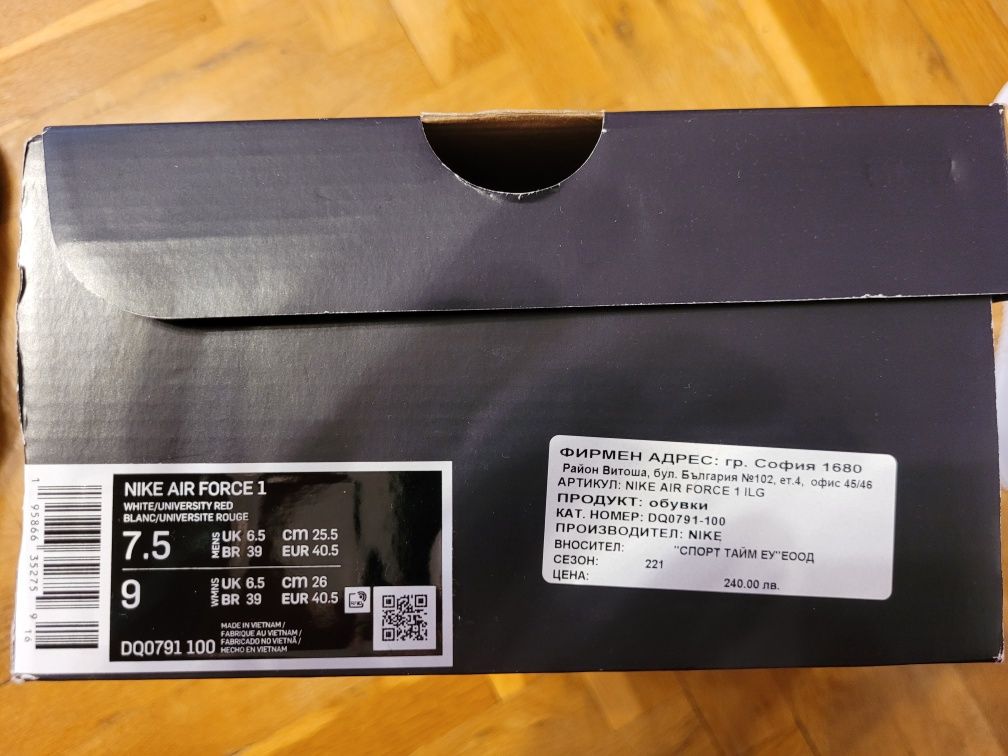 NIKE AIR FORCE 1
WHITE/UNIVERSITY RED
BLANC/UNIVERSITE ROUGE
7.5 MENS UK 6.5 CM 25.5
BR 39 EUR 40.5
9 WMNS UK 6.5 CM 26
BR 39 EUR 40.5
DQ0791 100
MADE IN VIETNAM /
FABRIQUE AU VIETNAM /
FABRICADO NO VIETNÃ /
HECHO EN VIETNAM
1 95866 35275 9 16
ФИРМЕН АДРЕС: гр. София 1680
Район Витоша, бул. България №102, ет.4, офис 45/46
АРТИКУЛ: NIKE AIR FORCE 1 ILG
ПРОДУКТ: обувки
КАТ. НОМЕР: DQ0791-100
ПРОИЗВОДИТЕЛ: NIKE
ВНОСИТЕЛ: "СПОРТ ТАЙМ ЕУ"ЕООД
СЕЗОН: 221
ЦЕНА: 240.00 лв.